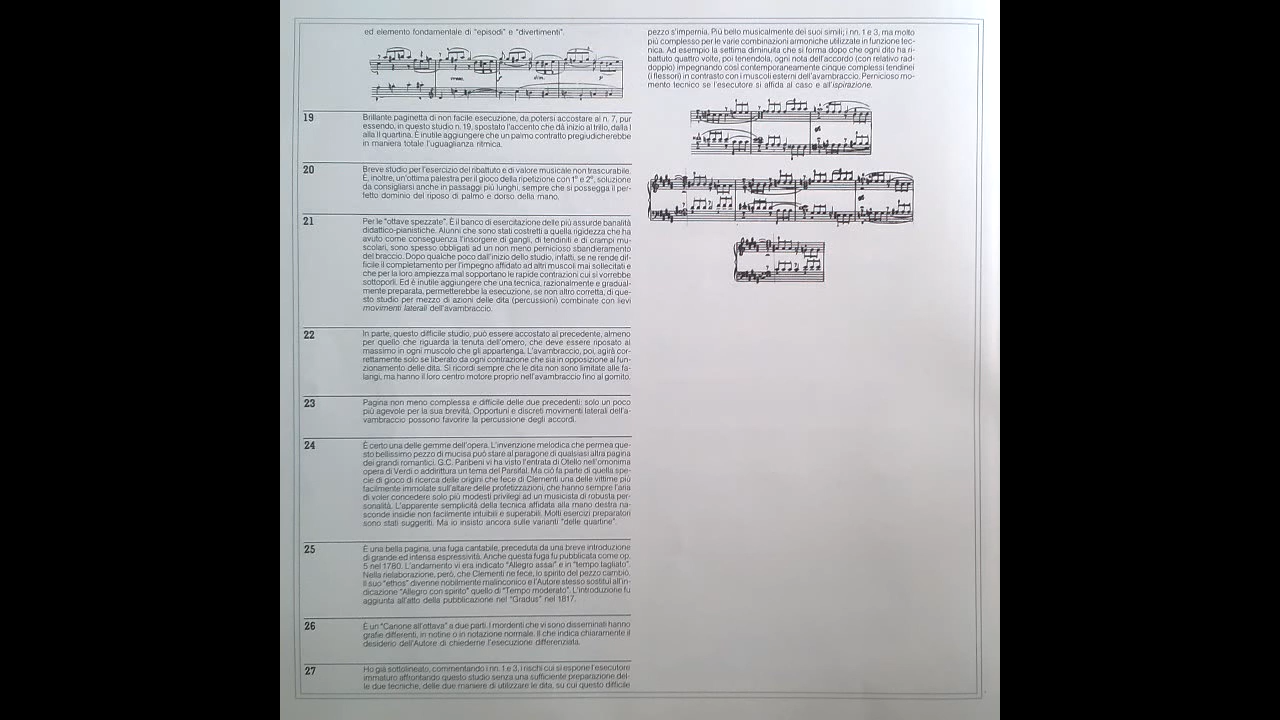 ed elemento fondamentale di "episodi" e "divertimenti".
19
Brillante paginetta di non facile esecuzione, da potersi accostare al n. 7, pur
essendo, in questo studio n. 19, spostato l'accento che dà inizio al trillo, dalla I
alla II quartina. È inutile aggiungere che un palmo contratto pregiudicherebbe
in maniera totale l'uguaglianza ritmica.
20
Breve studio per l'esercizio del ribattuto e di valore musicale non trascurabile.
È, inoltre, un'ottima palestra per il gioco della ripetizione con 1º e 2º, soluzione
da consigliarsi anche in passaggi più lunghi, sempre che si possegga il per-
fetto dominio del riposo di palmo e dorso della mano.
21
Per le "ottave spezzate". È il banco di esercitazione delle più assurde banalità
didattico-pianistiche. Alunni che sono stati costretti a quella rigidezza che ha
avuto come conseguenza l'insorgere di gangli, di tendiniti e di crampi mu-
scolari, sono spesso obbligati ad un non meno pernicioso sbandieramento
del braccio. Dopo qualche poco dall'inizio dello studio, infatti, se ne rende dif-
ficile il completamento per l'impegno affidato ad altri muscoli mai sollecitati e
che per la loro ampiezza mal sopportano le rapide contrazioni cui si vorrebbe
sottoporli. Ed è inutile aggiungere che una tecnica, razionalmente e gradual-
mente preparata, permetterebbe la esecuzione, se non altro corretta, di que-
sto studio per mezzo di azioni delle dita (percussioni) combinate con lievi
movimenti laterali dell'avambraccio.
22
In parte, questo difficile studio, può essere accostato al precedente, almeno
per quello che riguarda la tenuta dell'omero, che deve essere riposato al
massimo in ogni muscolo che gli appartenga. L'avambraccio, poi, agirà cor-
rettamente solo se liberato da ogni contrazione che sia in opposizione al fun-
zionamento delle dita. Si ricordi sempre che le dita non sono limitate alle fa-
langi, ma hanno il loro centro motore proprio nell'avambraccio fino al gomito.
23
Pagina non meno complessa e difficile delle due precedenti; solo un poco
più agevole per la sua brevità. Opportuni e discreti movimenti laterali dell'a-
vambraccio possono favorire la percussione degli accordi.
24
È certo una delle gemme dell'opera. L'invenzione melodica che permea que-
sto bellissimo pezzo di mucisa può stare al paragone di qualsiasi altra pagina
dei grandi romantici. G.C. Paribeni vi ha visto l'entrata di Otello nell'omonima
opera di Verdi o addirittura un tema del Parsifal. Ma ciò fa parte di quella spe-
cie di gioco di ricerca delle origini che fece di Clementi una delle vittime più
facilmente immolate sull'altare delle profetizzazioni, che hanno sempre l'aria
di voler concedere solo più modesti privilegi ad un musicista di robusta per-
sonalità. L'apparente semplicità della tecnica affidata alla mano destra na-
sconde insidie non facilmente intuibili e superabili. Molti esercizi preparatori
sono stati suggeriti. Ma io insisto ancora sulle varianti "delle quartine".
25
È una bella pagina, una fuga cantabile, preceduta da una breve introduzione
di grande ed intensa espressività. Anche questa fuga fu pubblicata come op.
5 nel 1780. L'andamento vi era indicato "Allegro assai" e in "tempo tagliato".
Nella rielaborazione, però, che Clementi ne fece, lo spirito del pezzo cambiò.
Il suo "ethos" divenne nobilmente malinconico e l'Autore stesso sostituì all'in-
dicazione "Allegro con spirito" quello di "Tempo moderato". L'introduzione fu
aggiunta all'atto della pubblicazione nel "Gradus" nel 1817.
26
È un "Canone all'ottava" a due parti. I mordenti che vi sono disseminati hanno
grafie differenti, in notine o in notazione normale. Il che indica chiaramente il
desiderio dell'Autore di chiederne l'esecuzione differenziata.
27
Ho già sottolineato, commentando i nn. 1 e 3, i rischi cui si espone l'esecutore
immaturo affrontando questo studio senza una sufficiente preparazione del-
le due tecniche, delle due maniere di utilizzare le dita, su cui questo difficile
pezzo s'impernia. Più bello musicalmente dei suoi simili; i nn. 1 e 3, ma molto
più complesso per le varie combinazioni armoniche utilizzate in funzione tec-
nica. Ad esempio la settima diminuita che si forma dopo che ogni dito ha ri-
battuto quattro volte, poi tenendola, ogni nota dell'accordo (con relativo rad-
doppio) impegnando così contemporaneamente cinque complessi tendinei
(i flessori) in contrasto con i muscoli esterni dell'avambraccio. Pernicioso mo-
mento tecnico se l'esecutore si affida al caso e all'ispirazione.